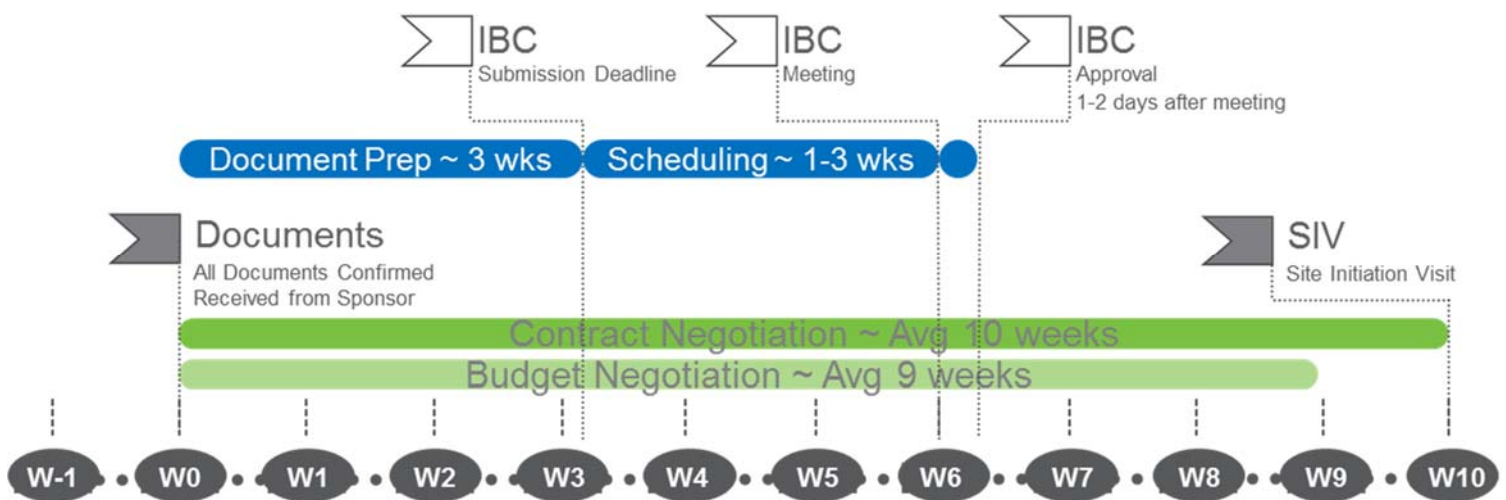 IBC
Submission Deadline
IBC
Meeting
IBC
Approval
1-2 days after meeting
Document Prep ~ 3 wks
Scheduling ~ 1-3 wks
Documents
All Documents Confirmed
Received from Sponsor
SIV
Site Initiation Visit
Contract Negotiation ~ Avg 10 weeks
Budget Negotiation ~ Avg 9 weeks
W-1 W0 W1 W2 W3 W4 W5 W6 W7 W8 W9 W10